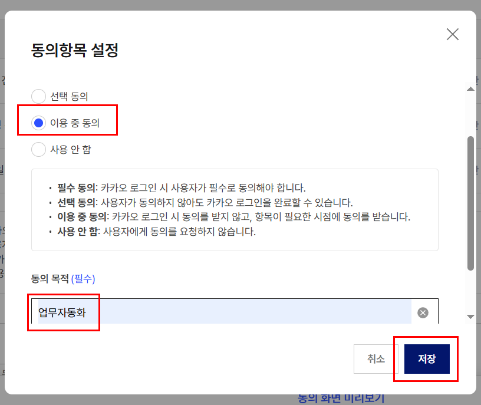 동의항목 설정
선택 동의
이용 중 동의
사용 안 함
• 필수 동의: 카카오 로그인 시 사용자가 필수로 동의해야 합니다.
• 선택 동의: 사용자가 동의하지 않아도 카카오 로그인을 완료할 수 있습니다.
• 이용 중 동의: 카카오 로그인 시 동의를 받지 않고, 항목이 필요한 시점에 동의를 받습니다.
• 사용 안 함: 사용자에게 동의를 요청하지 않습니다.
동의 목적 (필수)
업무자동화
취소
저장
동의 화면 미리보기